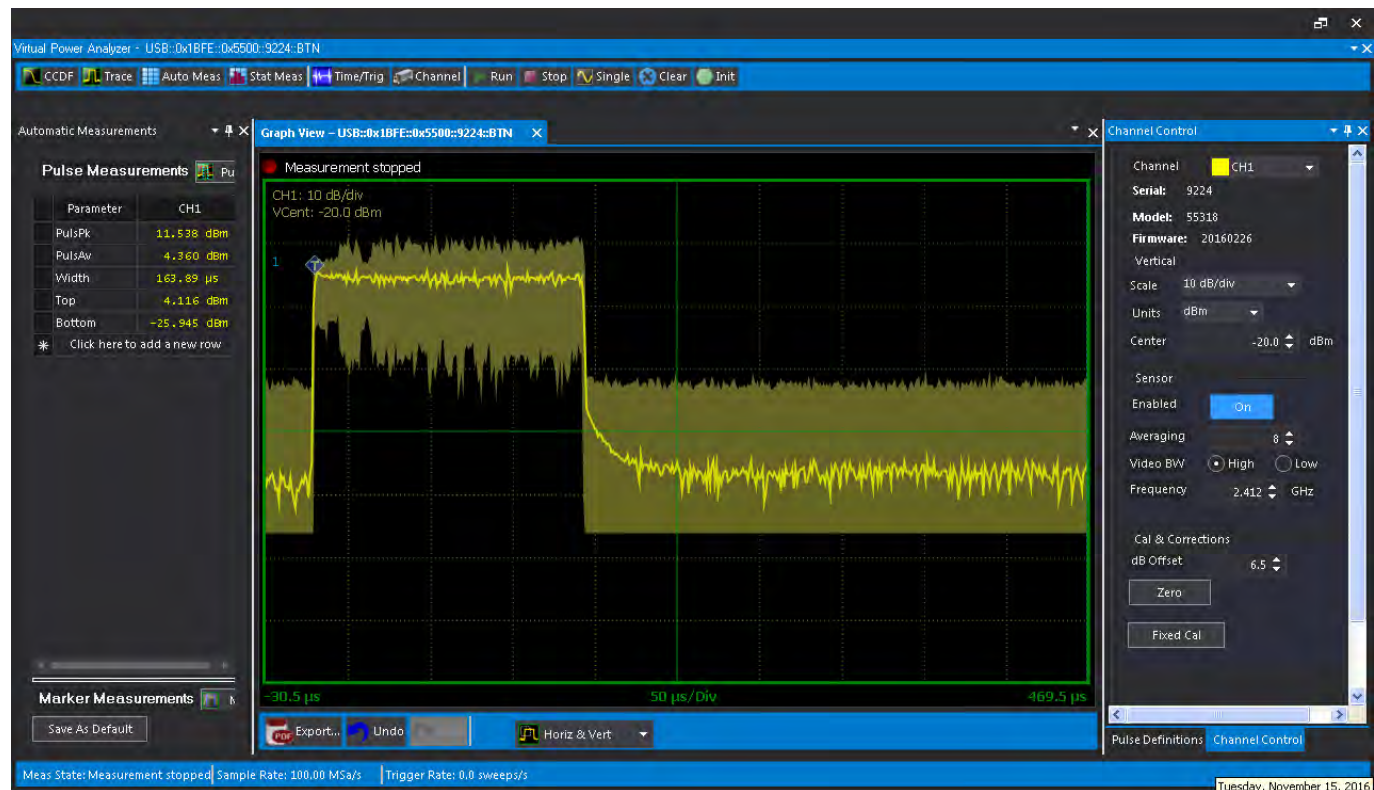 Virtual Power Analyzer - USB::0x1BFE::0x5500::9224::BTN
CCDF Trace Auto Meas Stat Meas Time/Trig Channel Run Stop Single Clear Init
Automatic Measurements
Pulse Measurements Pu
Parameter CH1
PulsPk 11.538 dBm
PulsAv 4.360 dBm
Width 163.89 µs
Top 4.116 dBm
Bottom -25.945 dBm
Click here to add a new row
Marker Measurements
Save As Default
Graph View – USB::0x1BFE::0x5500::9224::BTN
Measurement stopped
CH1: 10 dB/div
VCent: -20.0 dBm
1
T
-30.5 µs 50 µs/Div 469.5 µs
PDF Export... Undo Horiz & Vert
Channel Control
Channel CH1
Serial: 9224
Model: 55318
Firmware: 20160226
Vertical
Scale 10 dB/div
Units dBm
Center -20.0 dBm
Sensor
Enabled On
Averaging 8
Video BW High Low
Frequency 2.412 GHz
Cal & Corrections
dB Offset 6.5
Zero
Fixed Cal
Pulse Definitions Channel Control
Meas State: Measurement stopped Sample Rate: 100.00 MSa/s Trigger Rate: 0.0 sweeps/s
Tuesday, November 15, 2016